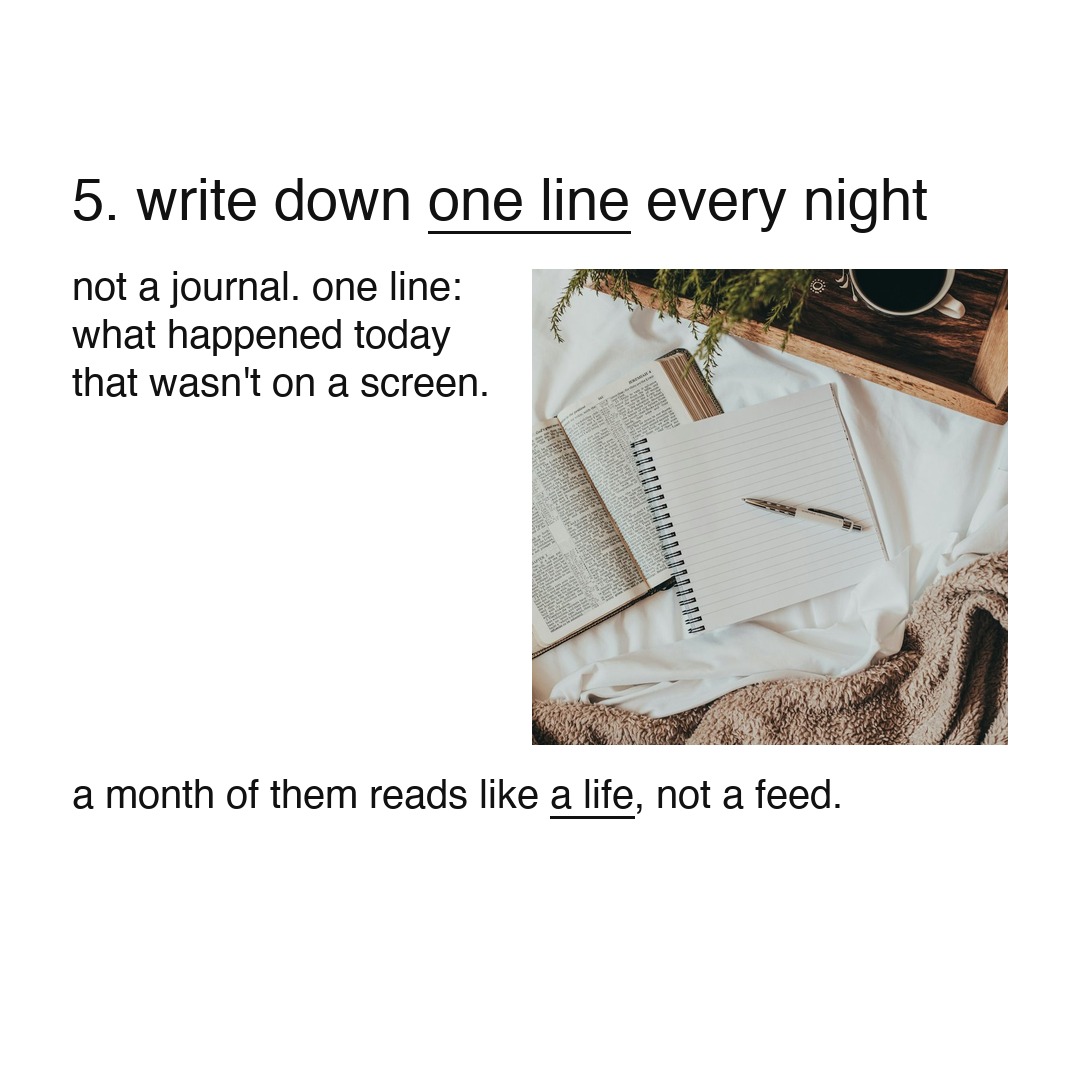 5. write down one line every night
not a journal. one line:
what happened today
that wasn't on a screen.
a month of them reads like a life, not a feed.